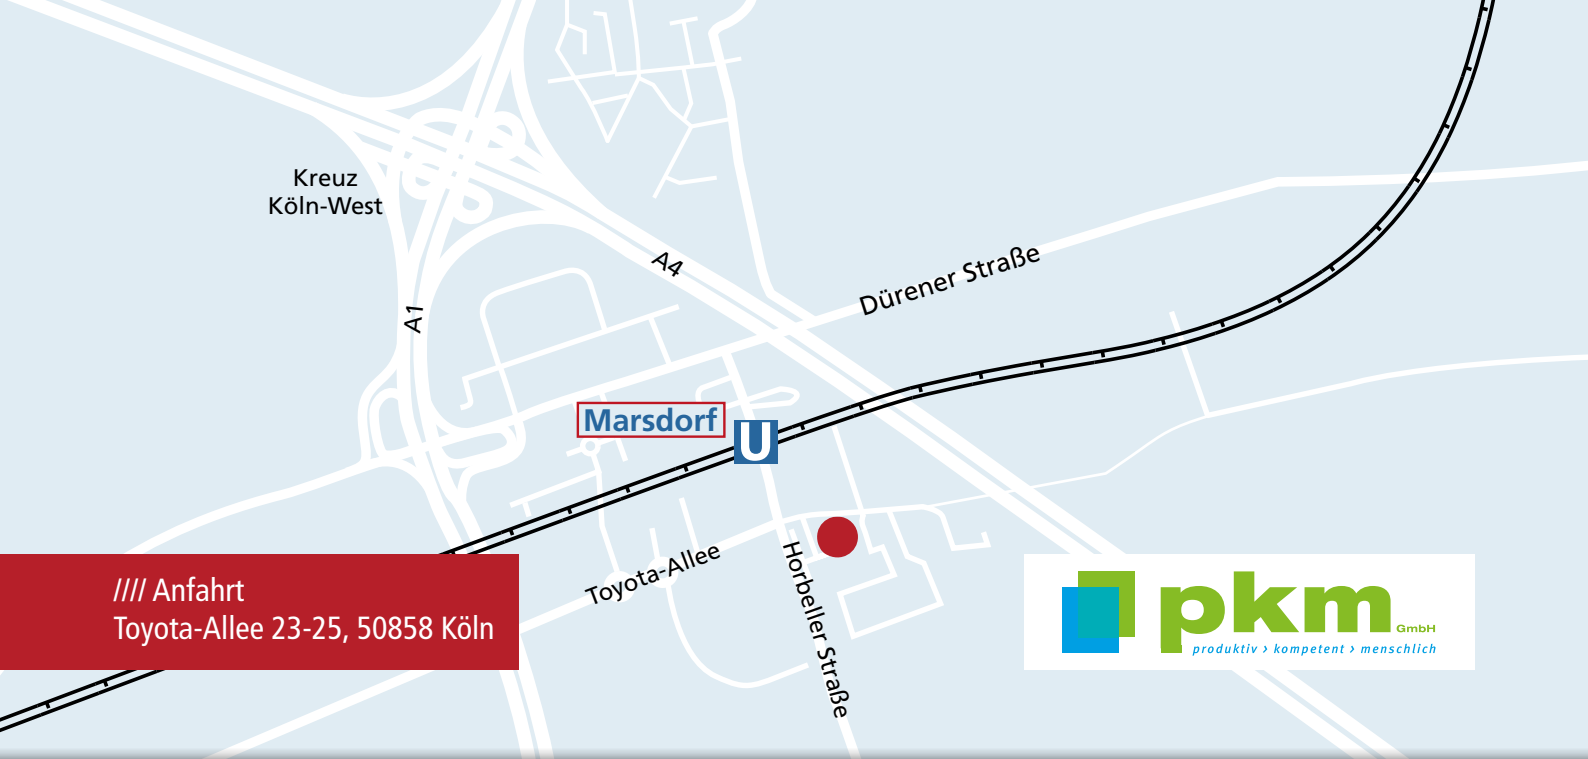 Kreuz
Köln-West
A4
A1
Dürener Straße
Marsdorf
U
Toyota-Allee
Horbeller Straße
//// Anfahrt
Toyota-Allee 23-25, 50858 Köln
pkm GmbH
produktiv › kompetent › menschlich